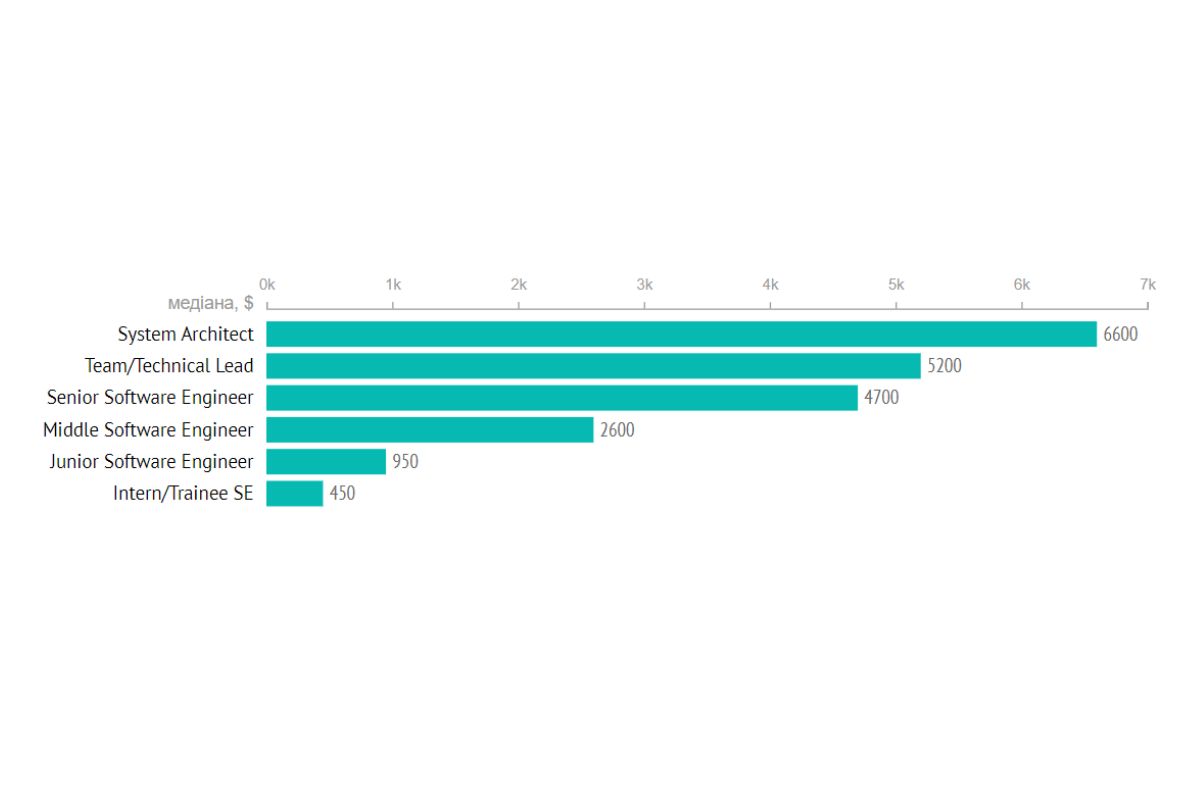 0k 1k 2k 3k 4k 5k 6k 7k
медіана, $
System Architect 6600
Team/Technical Lead 5200
Senior Software Engineer 4700
Middle Software Engineer 2600
Junior Software Engineer 950
Intern/Trainee SE 450